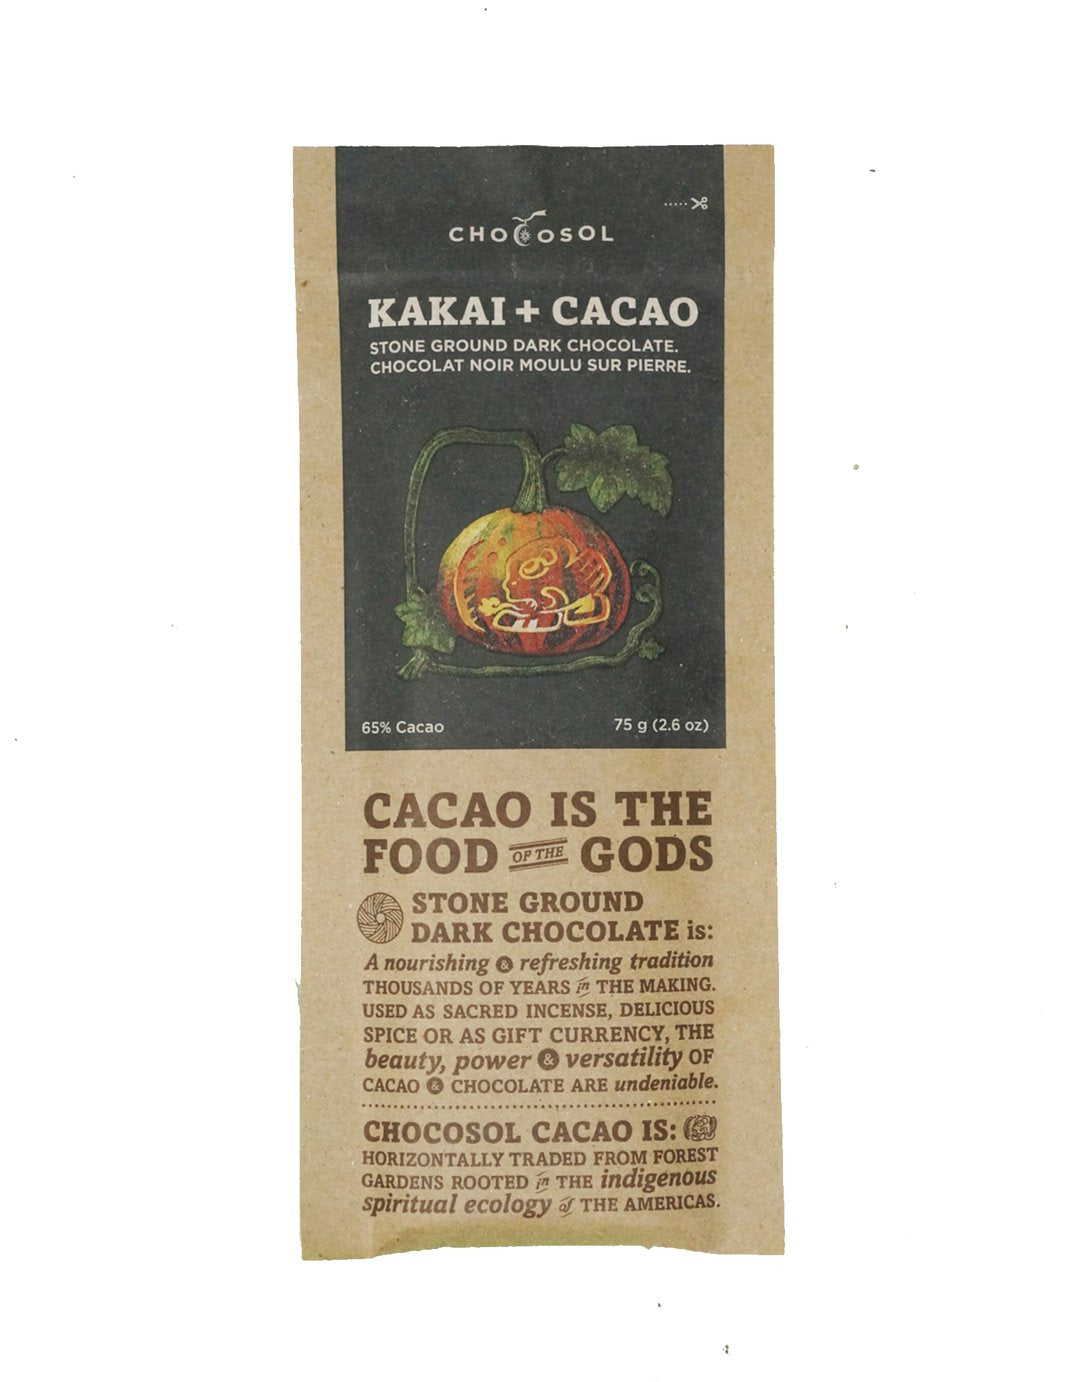 CHOCOSOL
KAKAI + CACAO
STONE GROUND DARK CHOCOLATE.
CHOCOLAT NOIR MOULU SUR PIERRE.
65% Cacao 75 g (2.6 oz)
CACAO IS THE
FOOD OF THE GODS
STONE GROUND
DARK CHOCOLATE is:
A nourishing & refreshing tradition
THOUSANDS OF YEARS in THE MAKING.
USED AS SACRED INCENSE, DELICIOUS
SPICE OR AS GIFT CURRENCY, THE
beauty, power & versatility OF
CACAO & CHOCOLATE ARE undeniable.
CHOCOSOL CACAO IS:
HORIZONTALLY TRADED FROM FOREST
GARDENS ROOTED in THE indigenous
spiritual ecology of THE AMERICAS.